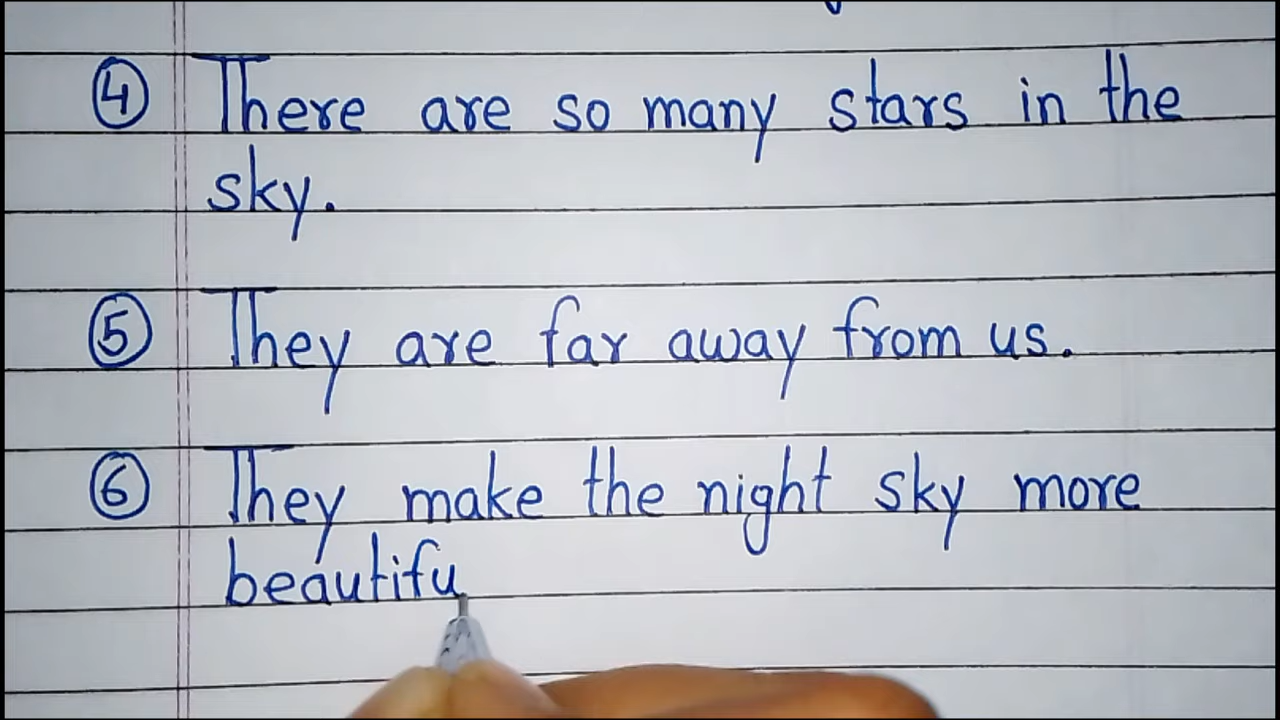 ④ There are so many stars in the
sky.
⑤ They are far away from us.
⑥ They make the night sky more
beautifu